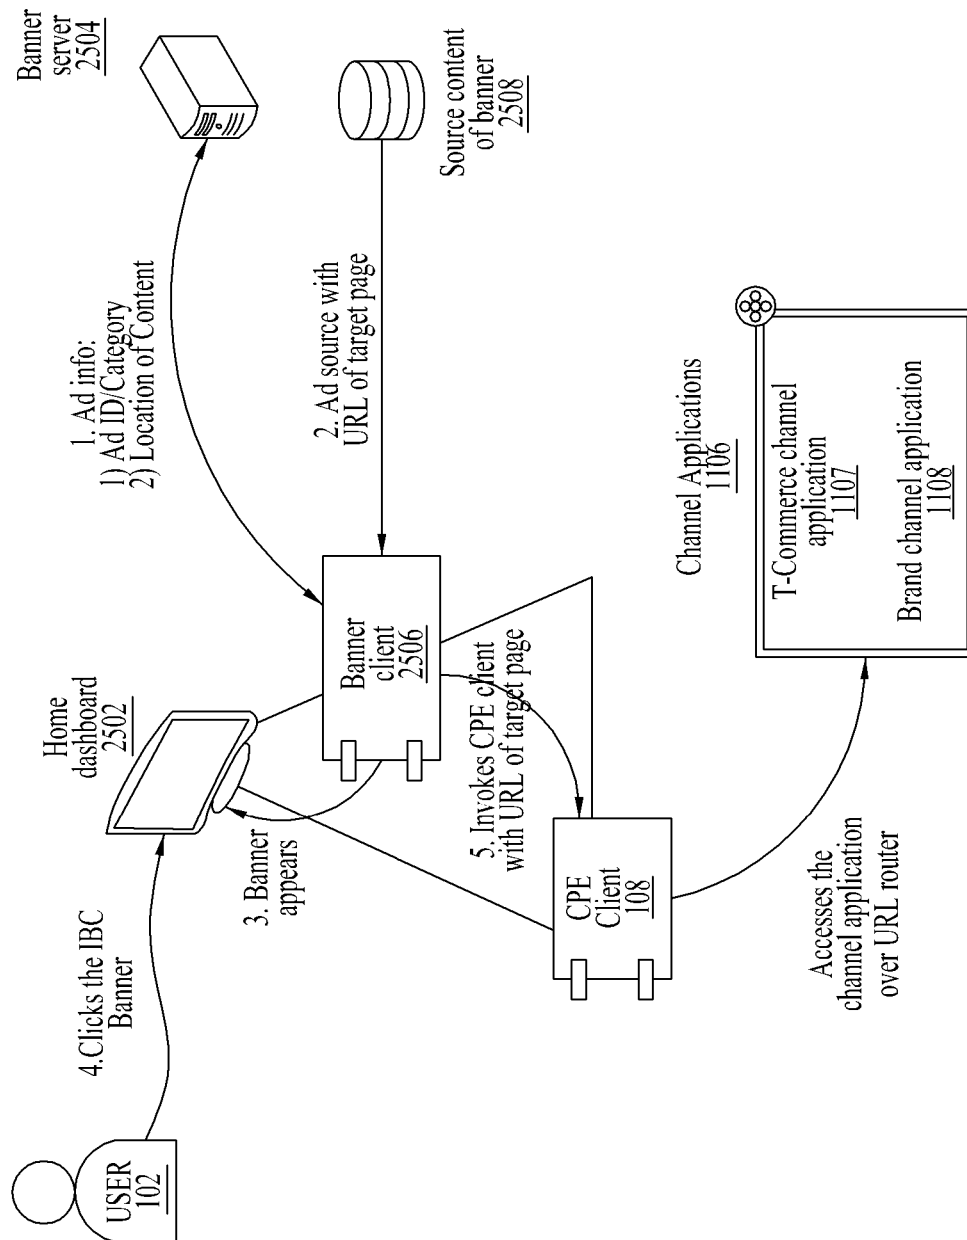 USER
102
4.Clicks the IBC
Banner
Home
dashboard
2502
3. Banner
appears
Banner
client
2506
1. Ad info:
1) Ad ID/Category
2) Location of Content
Banner
server
2504
2. Ad source with
URL of target page
Source content
of banner
2508
5. Invokes CPE client
with URL of target page
CPE
Client
108
Accesses the
channel application
over URL router
Channel Applications
1106
T-Commerce channel
application
1107
Brand channel application
1108